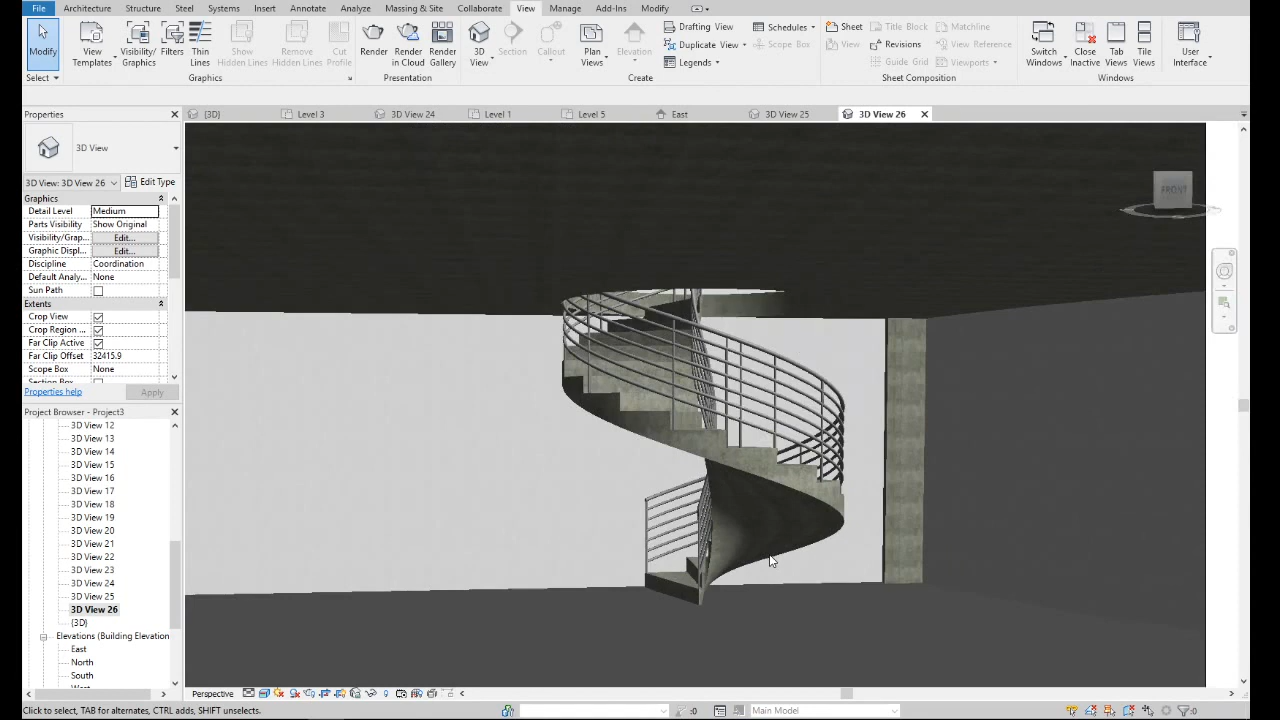 File Architecture Structure Steel Systems Insert Annotate Analyze Massing & Site Collaborate View Manage Add-Ins Modify
Modify
View Templates
Visibility/ Graphics
Filters
Thin Lines
Show Hidden Lines
Remove Hidden Lines
Cut Profile
Render
Render in Cloud
Render Gallery
3D View
Section
Callout
Plan Views
Elevation
Drafting View
Duplicate View
Legends
Schedules
Scope Box
Sheet
View
Title Block
Revisions
Guide Grid
Matchline
View Reference
Viewports
Switch Windows
Close Inactive
Tab Views
Tile Views
User Interface
Select Graphics Presentation Create Sheet Composition Windows
Properties
{3D} Level 3 3D View 24 Level 1 Level 5 East 3D View 25 3D View 26
3D View
3D View: 3D View 26 Edit Type
Graphics
Detail Level Medium
Parts Visibility Show Original
Visibility/Grap... Edit...
Graphic Displ... Edit...
Discipline Coordination
Default Analy... None
Sun Path
Extents
Crop View
Crop Region ...
Far Clip Active
Far Clip Offset 32415.9
Scope Box None
Section Box
Properties help Apply
FRONT
Project Browser - Project3
3D View 12
3D View 13
3D View 14
3D View 15
3D View 16
3D View 17
3D View 18
3D View 19
3D View 20
3D View 21
3D View 22
3D View 23
3D View 24
3D View 25
3D View 26
{3D}
Elevations (Building Elevation
East
North
South
West
Perspective
Click to select, TAB for alternates, CTRL adds, SHIFT unselects. :0 Main Model :0